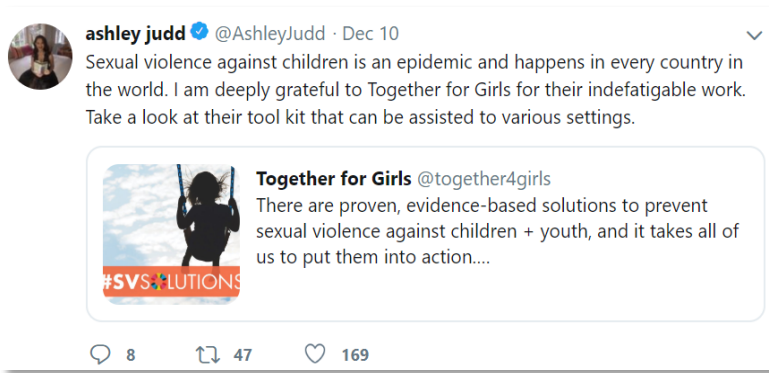 ashley judd @AshleyJudd · Dec 10
Sexual violence against children is an epidemic and happens in every country in
the world. I am deeply grateful to Together for Girls for their indefatigable work.
Take a look at their tool kit that can be assisted to various settings.
Together for Girls @together4girls
There are proven, evidence-based solutions to prevent
sexual violence against children + youth, and it takes all of
us to put them into action....
#SVSOLUTIONS
8 47 169